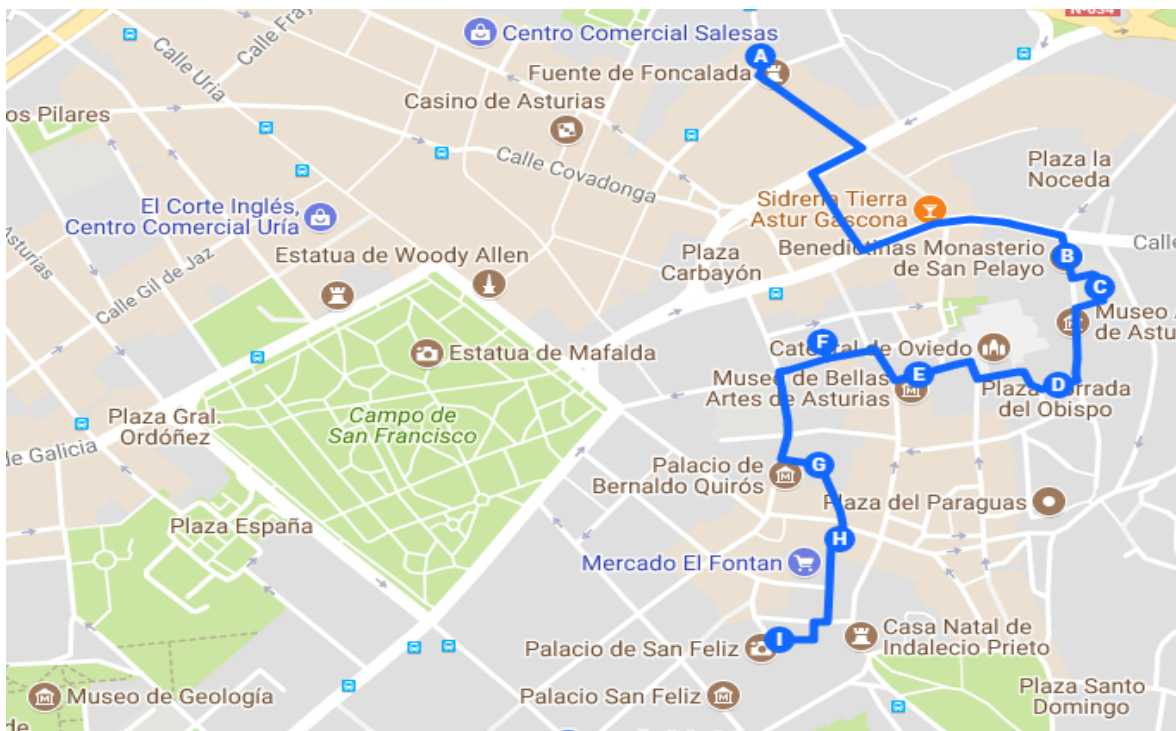 N-634
Centro Comercial Salesas
A
Calle Fray
Calle Uría
Fuente de Foncalada
Casino de Asturias
os Pilares
Calle Covadonga
Plaza la
Noceda
El Corte Inglés,
Centro Comercial Uría
Sidrería Tierra
Astur Gascona
Asturias
Calle Gil de Jaz
Estatua de Woody Allen
Plaza
Carbayón
Benedictinas Monasterio
de San Pelayo
B
Calle
C
Museo A
de Astu
F
Estatua de Mafalda
Catedral de Oviedo
Museo de Bellas
Artes de Asturias
E
D
Plaza Corrada
del Obispo
Plaza Gral.
Ordóñez
Campo de
San Francisco
de Galicia
Palacio de
Bernaldo Quirós
G
Plaza España
Plaza del Paraguas
H
Mercado El Fontan
Palacio de San Feliz
I
Casa Natal de
Indalecio Prieto
Museo de Geología
Palacio San Feliz
Plaza Santo
Domingo
de